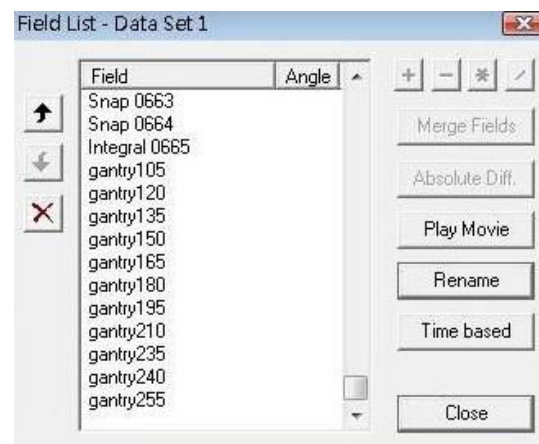 Field List - Data Set 1
Field Angle
Snap 0663
Snap 0664
Integral 0665
gantry105
gantry120
gantry135
gantry150
gantry165
gantry180
gantry195
gantry210
gantry235
gantry240
gantry255
+ - * /
Merge Fields
Absolute Diff.
Play Movie
Rename
Time based
Close